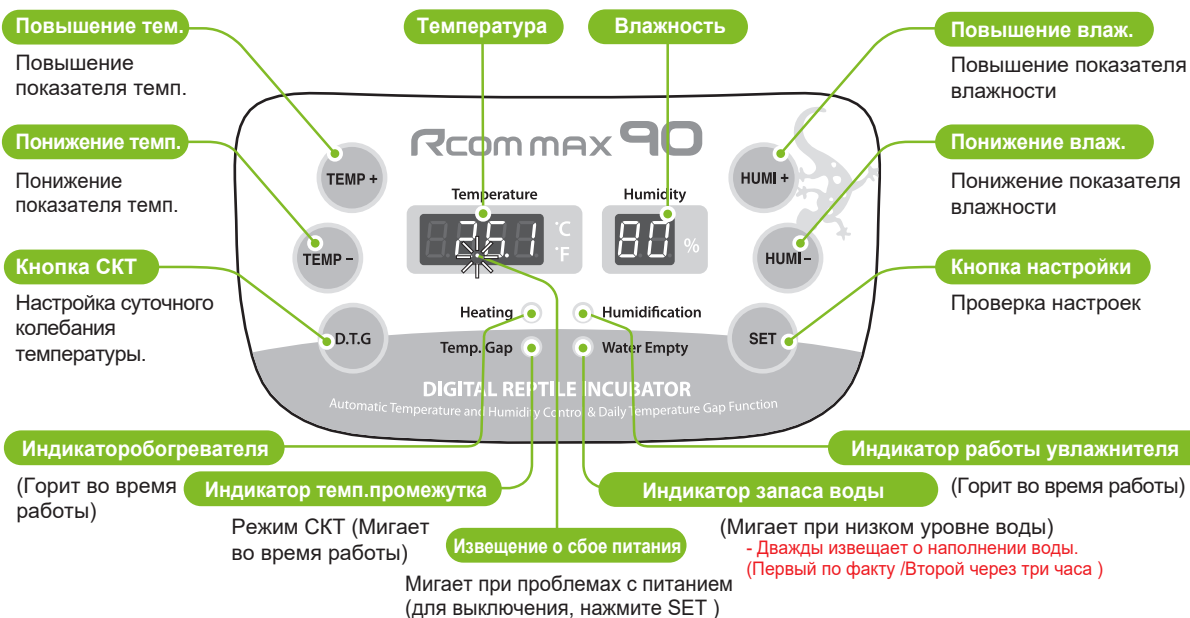 Повышение тем.
Повышение
показателя темп.
Температура
Влажность
Повышение влаж.
Повышение показателя
влажности
Понижение темп.
Понижение
показателя темп.
Понижение влаж.
Понижение показателя
влажности
Кнопка СКТ
Настройка суточного
колебания
температуры.
Кнопка настройки
Проверка настроек
Rcom max 90
TEMP +
TEMP −
D.T.G
Temperature
Humidity
26.1
°C
°F
80
%
HUMI +
HUMI −
SET
Heating
Humidification
Temp. Gap
Water Empty
DIGITAL REPTILE INCUBATOR
Automatic Temperature and Humidity Control & Daily Temperature Gap Function
Индикаторобогревателя
(Горит во время
работы)
Индикатор темп.промежутка
Режим СКТ (Мигает
во время работы)
Извещение о сбое питания
Мигает при проблемах с питанием
(для выключения, нажмите SET )
Индикатор запаса воды
(Мигает при низком уровне воды)
- Дважды извещает о наполнении воды.
(Первый по факту /Второй через три часа )
Индикатор работы увлажнителя
(Горит во время работы)